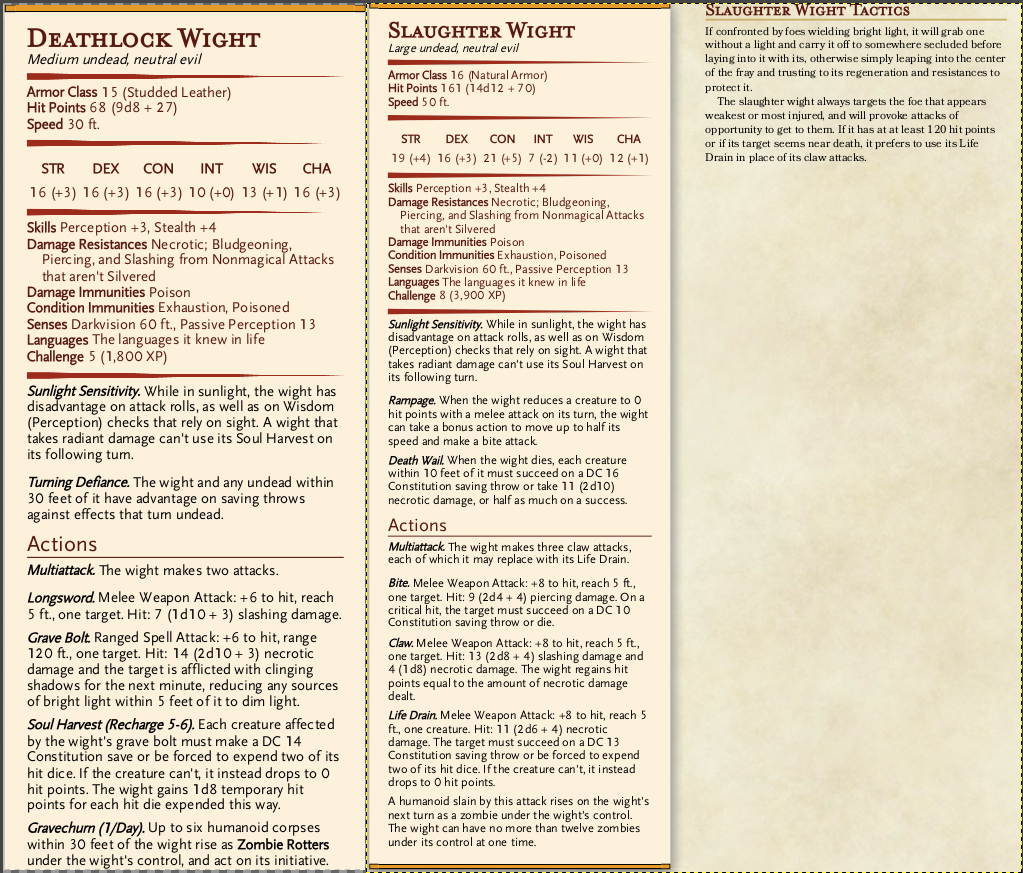 Deathlock Wight
Medium undead, neutral evil
Armor Class 15 (Studded Leather)
Hit Points 68 (9d8 + 27)
Speed 30 ft.
STR DEX CON INT WIS CHA
16 (+3) 16 (+3) 16 (+3) 10 (+0) 13 (+1) 16 (+3)
Skills Perception +3, Stealth +4
Damage Resistances Necrotic; Bludgeoning,
Piercing, and Slashing from Nonmagical Attacks
that aren't Silvered
Damage Immunities Poison
Condition Immunities Exhaustion, Poisoned
Senses Darkvision 60 ft., Passive Perception 13
Languages The languages it knew in life
Challenge 5 (1,800 XP)
Sunlight Sensitivity. While in sunlight, the wight has
disadvantage on attack rolls, as well as on Wisdom
(Perception) checks that rely on sight. A wight that
takes radiant damage can't use its Soul Harvest on
its following turn.
Turning Defiance. The wight and any undead within
30 feet of it have advantage on saving throws
against effects that turn undead.
Actions
Multiattack. The wight makes two attacks.
Longsword. Melee Weapon Attack: +6 to hit, reach
5 ft., one target. Hit: 7 (1d10 + 3) slashing damage.
Grave Bolt. Ranged Spell Attack: +6 to hit, range
120 ft., one target. Hit: 14 (2d10 + 3) necrotic
damage and the target is afflicted with clinging
shadows for the next minute, reducing any sources
of bright light within 5 feet of it to dim light.
Soul Harvest (Recharge 5-6). Each creature affected
by the wight's grave bolt must make a DC 14
Constitution save or be forced to expend two of its
hit dice. If the creature can't, it instead drops to 0
hit points. The wight gains 1d8 temporary hit
points for each hit die expended this way.
Gravechurn (1/Day). Up to six humanoid corpses
within 30 feet of the wight rise as Zombie Rotters
under the wight's control, and act on its initiative.
Slaughter Wight
Large undead, neutral evil
Armor Class 16 (Natural Armor)
Hit Points 161 (14d12 + 70)
Speed 50 ft.
STR DEX CON INT WIS CHA
19 (+4) 16 (+3) 21 (+5) 7 (-2) 11 (+0) 12 (+1)
Skills Perception +3, Stealth +4
Damage Resistances Necrotic; Bludgeoning,
Piercing, and Slashing from Nonmagical Attacks
that aren't Silvered
Damage Immunities Poison
Condition Immunities Exhaustion, Poisoned
Senses Darkvision 60 ft., Passive Perception 13
Languages The languages it knew in life
Challenge 8 (3,900 XP)
Sunlight Sensitivity. While in sunlight, the wight has
disadvantage on attack rolls, as well as on Wisdom
(Perception) checks that rely on sight. A wight that
takes radiant damage can't use its Soul Harvest on
its following turn.
Rampage. When the wight reduces a creature to 0
hit points with a melee attack on its turn, the wight
can take a bonus action to move up to half its
speed and make a bite attack.
Death Wail. When the wight dies, each creature
within 10 feet of it must succeed on a DC 16
Constitution saving throw or take 11 (2d10)
necrotic damage, or half as much on a success.
Actions
Multiattack. The wight makes three claw attacks,
each of which it may replace with its Life Drain.
Bite. Melee Weapon Attack: +8 to hit, reach 5 ft.,
one target. Hit: 9 (2d4 + 4) piercing damage. On a
critical hit, the target must succeed on a DC 10
Constitution saving throw or die.
Claw. Melee Weapon Attack: +8 to hit, reach 5 ft.,
one target. Hit: 13 (2d8 + 4) slashing damage and
4 (1d8) necrotic damage. The wight regains hit
points equal to the amount of necrotic damage
dealt.
Life Drain. Melee Weapon Attack: +8 to hit, reach 5
ft., one creature. Hit: 11 (2d6 + 4) necrotic
damage. The target must succeed on a DC 13
Constitution saving throw or be forced to expend
two of its hit dice. If the creature can't, it instead
drops to 0 hit points.
A humanoid slain by this attack rises on the wight's
next turn as a zombie under the wight's control.
The wight can have no more than twelve zombies
under its control at one time.
Slaughter Wight Tactics
If confronted by foes wielding bright light, it will grab one
without a light and carry it off to somewhere secluded before
laying into it with its, otherwise simply leaping into the center
of the fray and trusting to its regeneration and resistances to
protect it.
The slaughter wight always targets the foe that appears
weakest or most injured, and will provoke attacks of
opportunity to get to them. If it has at at least 120 hit points
or if its target seems near death, it prefers to use its Life
Drain in place of its claw attacks.